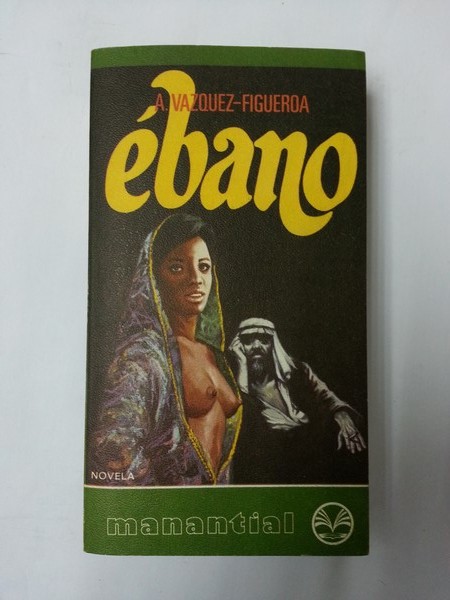 A. VAZQUEZ-FIGUEROA
ébano
NOVELA
manantial